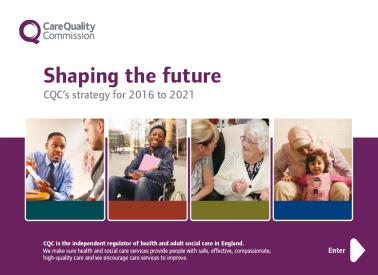 CareQuality
Commission
Shaping the future
CQC's strategy for 2016 to 2021
CQC is the independent regulator of health and adult social care in England.
We make sure health and social care services provide people with safe, effective, compassionate,
high-quality care and we encourage care services to improve.
Enter